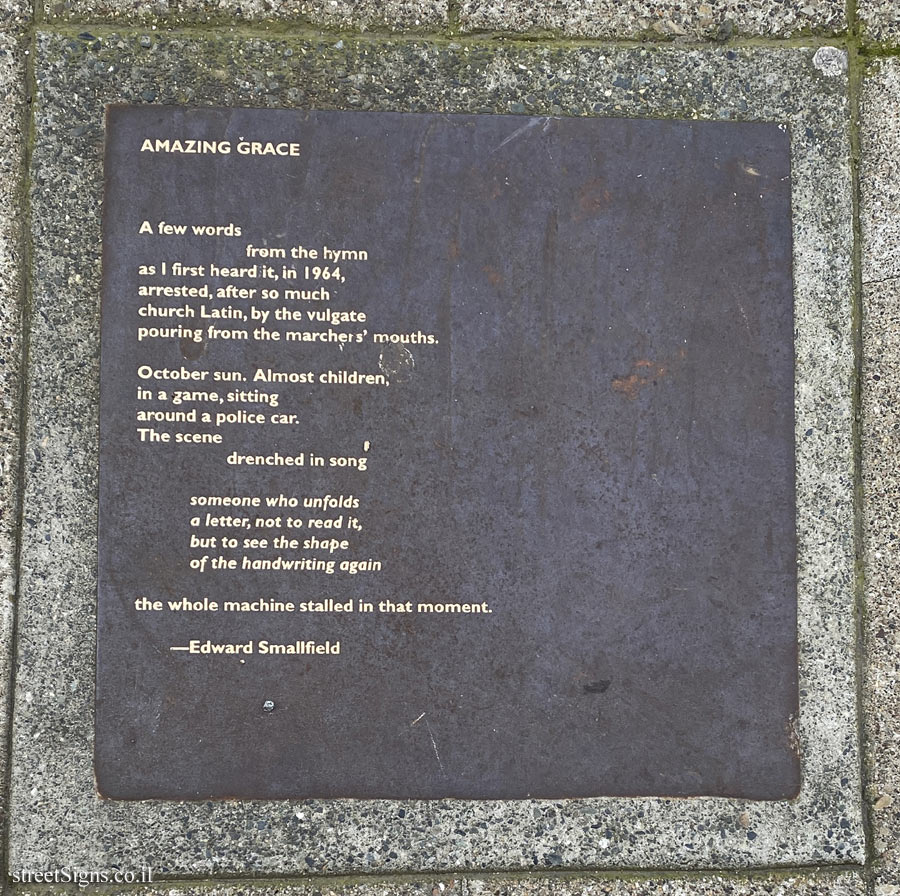 AMAZING GRACE
A few words
from the hymn
as I first heard it, in 1964,
arrested, after so much
church Latin, by the vulgate
pouring from the marchers' mouths.
October sun. Almost children,
in a game, sitting
around a police car.
The scene
drenched in song
someone who unfolds
a letter, not to read it,
but to see the shape
of the handwriting again
the whole machine stalled in that moment.
—Edward Smallfield
streetSigns.co.il